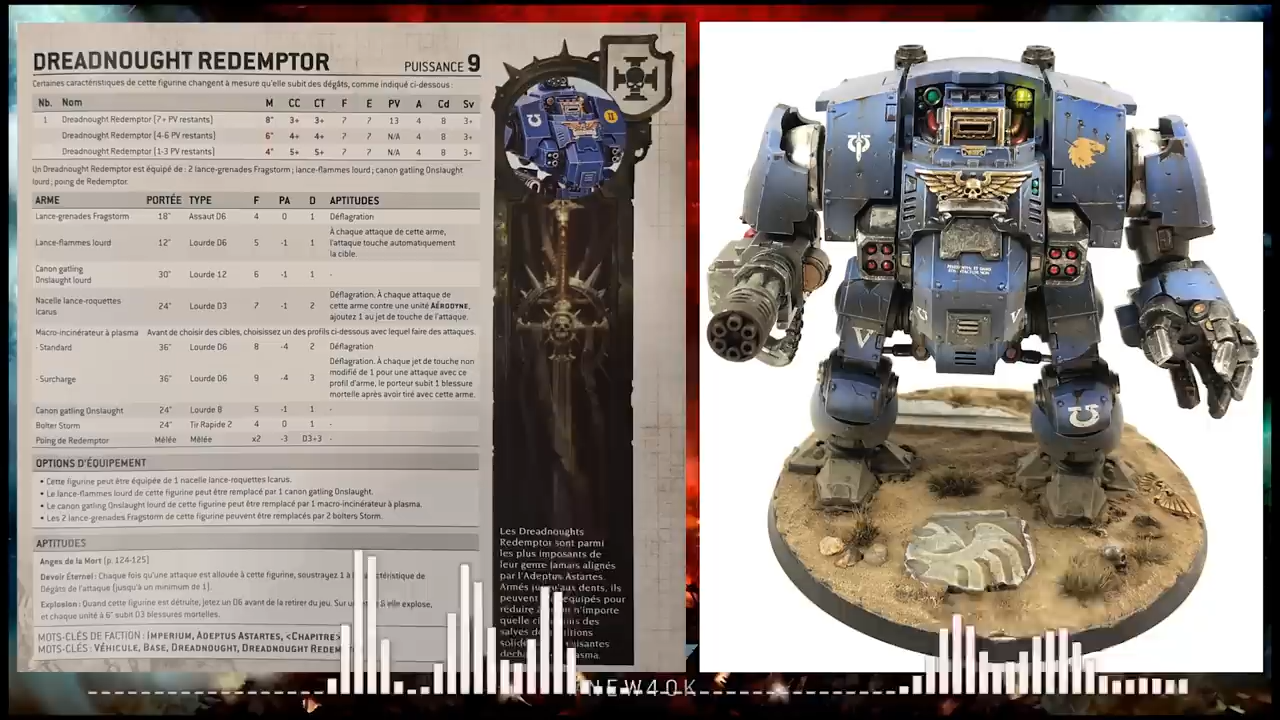 DREADNOUGHT REDEMPTOR
PUISSANCE 9
Certaines caractéristiques de cette figurine changent à mesure qu'elle subit des dégâts, comme indiqué ci-dessous :
Nb. Nom M CC CT F E PV A Cd Sv
1 Dreadnought Redemptor (7+ PV restants) 8" 3+ 3+ 7 7 13 4 8 3+
Dreadnought Redemptor (4-6 PV restants) 6" 4+ 4+ 7 7 N/A 4 8 3+
Dreadnought Redemptor (1-3 PV restants) 4" 5+ 5+ 7 7 N/A 4 8 3+
Un Dreadnought Redemptor est équipé de : 2 lance-grenades Fragstorm ; lance-flammes lourd ; canon gatling Onslaught
lourd ; poing de Redemptor.
ARME PORTÉE TYPE F PA D APTITUDES
Lance-grenades Fragstorm 18" Assaut D6 4 0 1 Déflagration
Lance-flammes lourd 12" Lourde D6 5 -1 1 À chaque attaque de cette arme,
l'attaque touche automatiquement
la cible.
Canon gatling
Onslaught lourd 30" Lourde 12 6 -1 1 -
Nacelle lance-roquettes
Icarus 24" Lourde D3 7 -1 2 Déflagration. À chaque attaque de
cette arme contre une unité AÉRODYNE,
ajoutez 1 au jet de touche de l'attaque.
Macro-incinérateur à plasma Avant de choisir des cibles, choisissez un des profils ci-dessous avec lequel faire des attaques.
- Standard 36" Lourde D6 8 -4 2 Déflagration
- Surcharge 36" Lourde D6 9 -4 3 Déflagration. À chaque jet de touche non
modifié de 1 pour une attaque avec ce
profil d'arme, le porteur subit 1 blessure
mortelle après avoir tiré avec cette arme.
Canon gatling Onslaught 24" Lourde 8 5 -1 1 -
Bolter Storm 24" Tir Rapide 2 4 0 1 -
Poing de Redemptor Mêlée Mêlée x2 -3 D3+3 -
OPTIONS D'ÉQUIPEMENT
• Cette figurine peut être équipée de 1 nacelle lance-roquettes Icarus.
• Le lance-flammes lourd de cette figurine peut être remplacé par 1 canon gatling Onslaught.
• Le canon gatling Onslaught lourd de cette figurine peut être remplacé par 1 macro-incinérateur à plasma.
• Les 2 lance-grenades Fragstorm de cette figurine peuvent être remplacés par 2 bolters Storm.
APTITUDES
Anges de la Mort (p. 124-125)
Devoir Éternel : Chaque fois qu'une attaque est allouée à cette figurine, soustrayez 1 à la caractéristique de
Dégâts de l'attaque (jusqu'à un minimum de 1).
Explosion : Quand cette figurine est détruite, jetez un D6 avant de la retirer du jeu. Sur elle explose,
et chaque unité à 6" subit D3 blessures mortelles.
MOTS-CLÉS DE FACTION : IMPERIUM, ADEPTUS ASTARTES, <CHAPITRE>
MOTS-CLÉS : VÉHICULE, BASE, DREADNOUGHT, DREADNOUGHT REDEM
Les Dreadnoughts
Redemptor sont parmi
les plus imposants de
leur genre jamais alignés
par l'Adeptus Astartes.
Armés jusqu'aux dents, ils
peuvent équipés pour
réduire à n'importe
quelle des
salves de munitions
solides
NEW40K
V
V